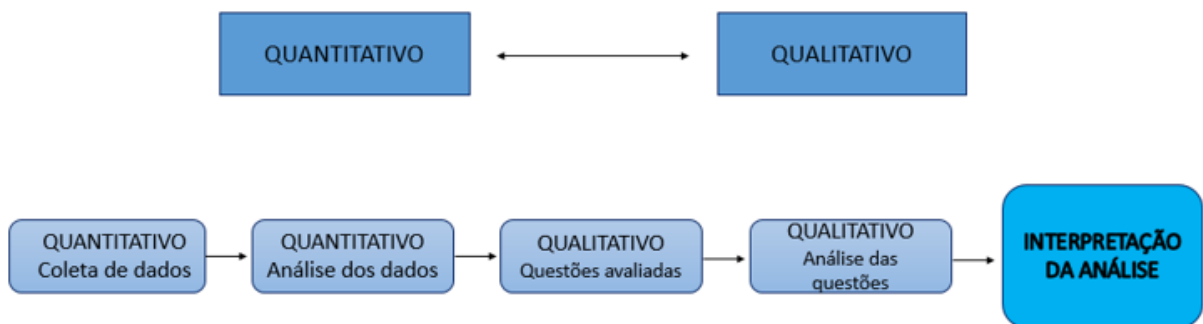 QUANTITATIVO
QUALITATIVO
QUANTITATIVO
Coleta de dados
QUANTITATIVO
Análise dos dados
QUALITATIVO
Questões avaliadas
QUALITATIVO
Análise das
questões
INTERPRETAÇÃO
DA ANÁLISE